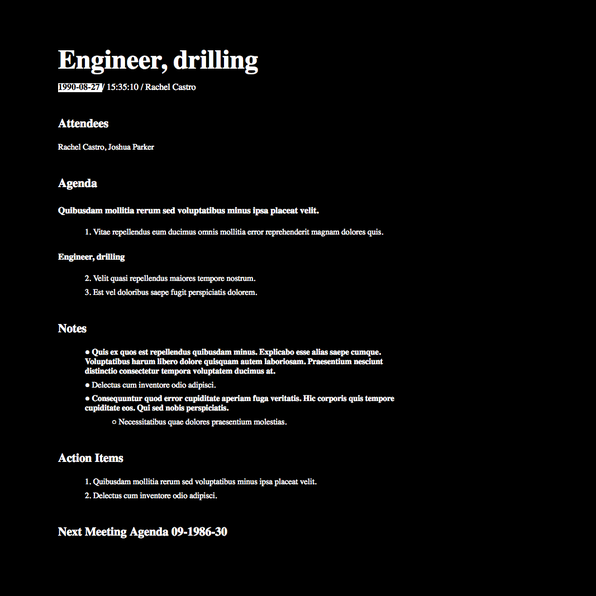 Engineer, drilling
1990-08-27 / 15:35:10 / Rachel Castro
Attendees
Rachel Castro, Joshua Parker
Agenda
Quibusdam mollitia rerum sed voluptatibus minus ipsa placeat velit.
1. Vitae repellendus eum ducimus omnis mollitia error reprehenderit magnam dolores quis.
Engineer, drilling
2. Velit quasi repellendus maiores tempore nostrum.
3. Est vel doloribus saepe fugit perspiciatis dolorem.
Notes
● Quis ex quos est repellendus quibusdam minus. Explicabo esse alias saepe cumque.
Voluptatibus harum libero dolore quisquam autem laboriosam. Praesentium nesciunt
distinctio consectetur tempora voluptatem ducimus at.
● Delectus cum inventore odio adipisci.
● Consequuntur quod error cupiditate aperiam fuga veritatis. Hic corporis quis tempore
cupiditate eos. Qui sed nobis perspiciatis.
○ Necessitatibus quae dolores praesentium molestias.
Action Items
1. Quibusdam mollitia rerum sed voluptatibus minus ipsa placeat velit.
2. Delectus cum inventore odio adipisci.
Next Meeting Agenda 09-1986-30